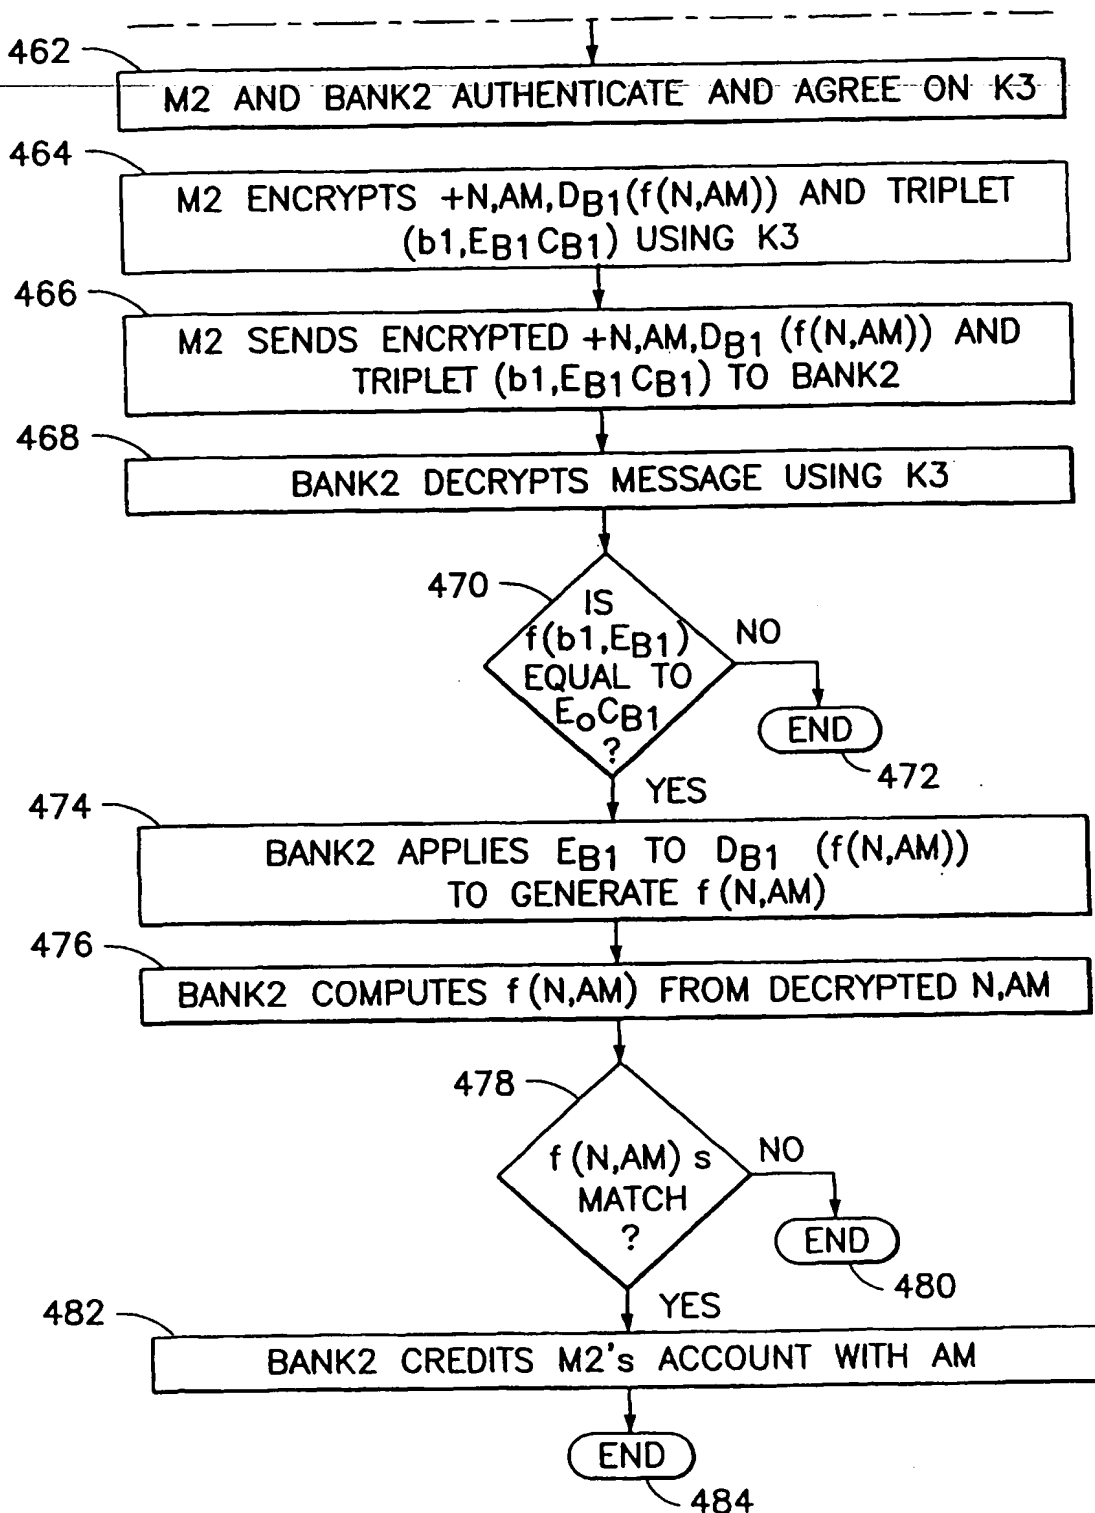 462
M2 AND BANK2 AUTHENTICATE AND AGREE ON K3
464
M2 ENCRYPTS +N,AM,DB1(f(N,AM)) AND TRIPLET
(b1,EB1CB1) USING K3
466
M2 SENDS ENCRYPTED +N,AM,DB1 (f(N,AM)) AND
TRIPLET (b1,EB1CB1) TO BANK2
468
BANK2 DECRYPTS MESSAGE USING K3
470
IS
f(b1,EB1)
EQUAL TO
EoCB1
?
NO
END
472
YES
474
BANK2 APPLIES EB1 TO DB1 (f(N,AM))
TO GENERATE f(N,AM)
476
BANK2 COMPUTES f(N,AM) FROM DECRYPTED N,AM
478
f(N,AM) s
MATCH
?
NO
END
480
YES
482
BANK2 CREDITS M2's ACCOUNT WITH AM
END
484